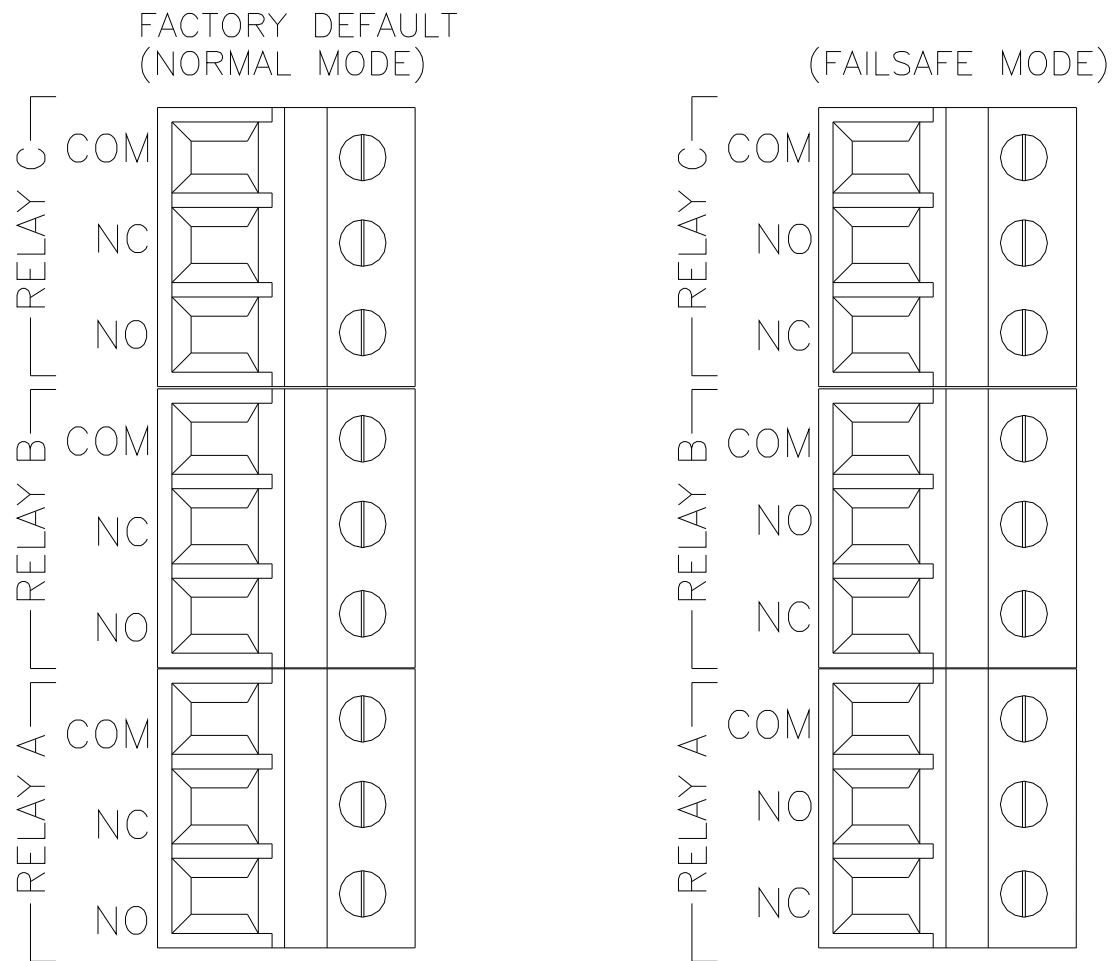 FACTORY DEFAULT
(NORMAL MODE)
RELAY C
COM
NC
NO
RELAY B
COM
NC
NO
RELAY A
COM
NC
NO
(FAILSAFE MODE)
RELAY C
COM
NO
NC
RELAY B
COM
NO
NC
RELAY A
COM
NO
NC